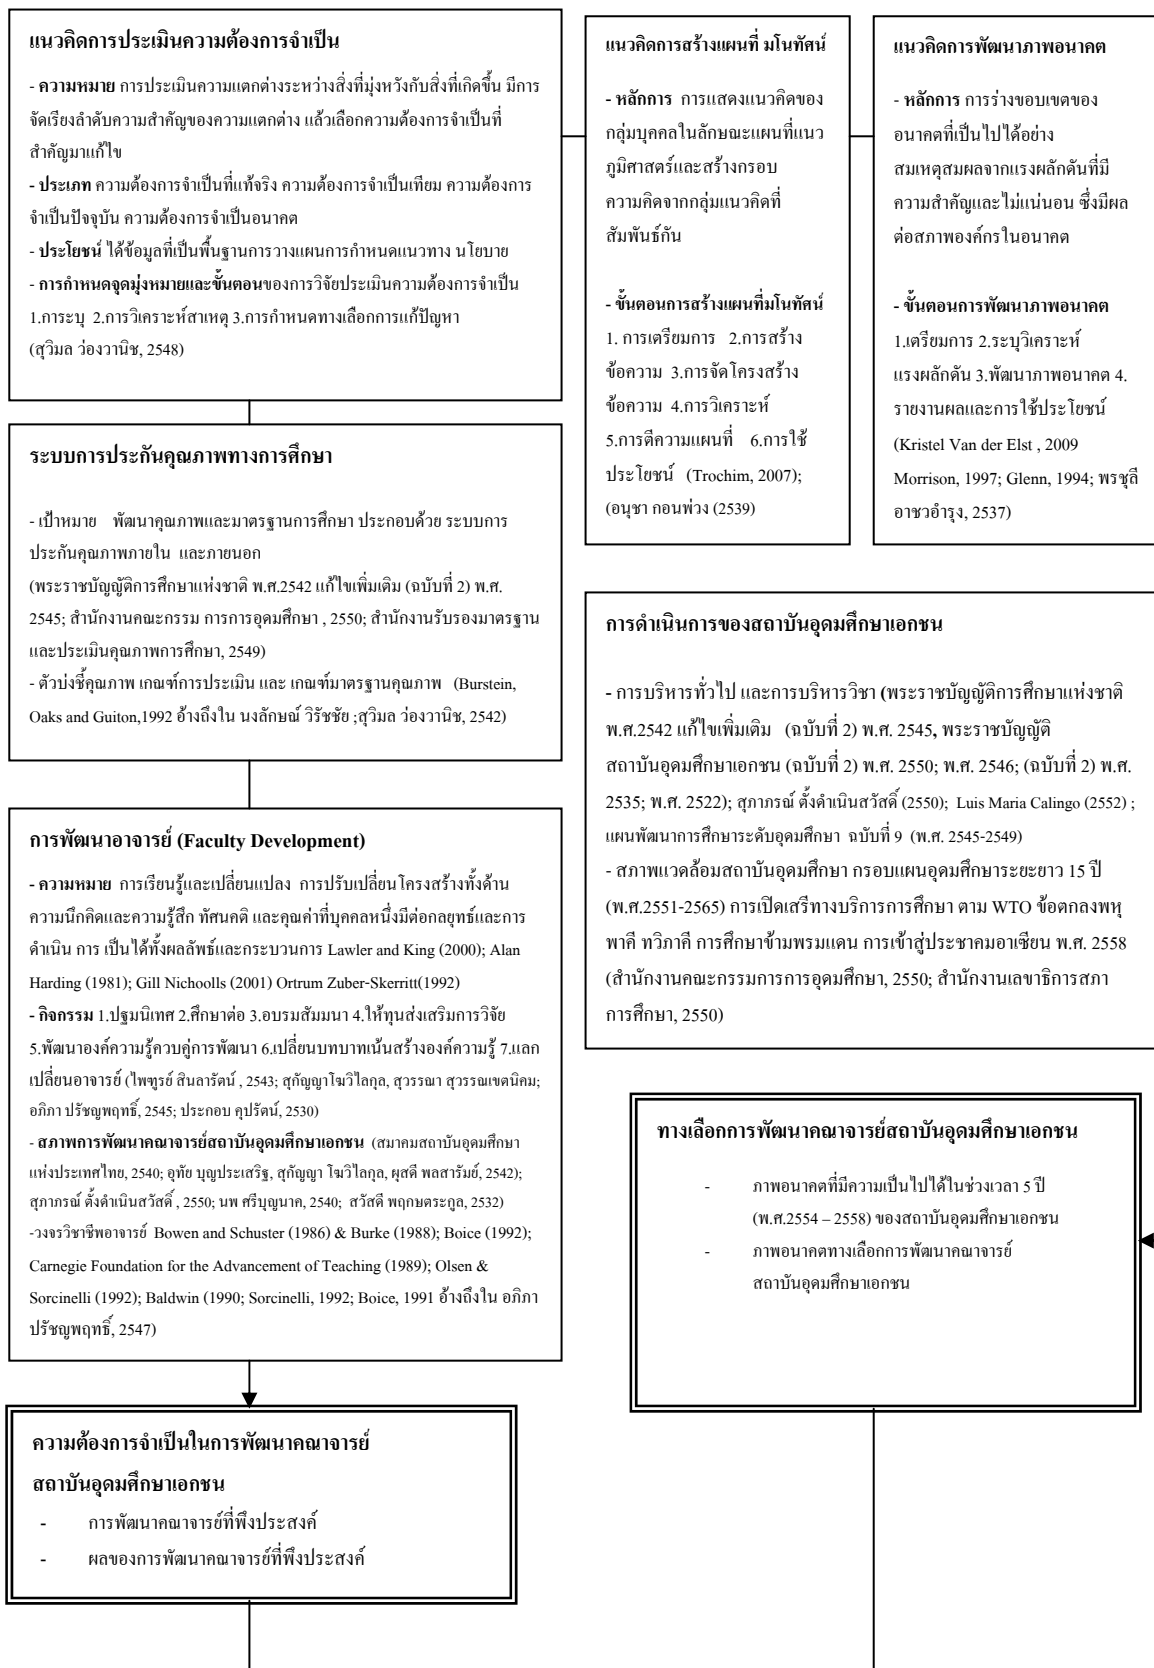 แนวคิดการประเมินความต้องการจำเป็น
- ความหมาย การประเมินความแตกต่างระหว่างสิ่งที่มุ่งหวังกับสิ่งที่เกิดขึ้น มีการ
จัดเรียงลำดับความสำคัญของความแตกต่าง แล้วเลือกความต้องการจำเป็นที่
สำคัญมาแก้ไข
- ประเภท ความต้องการจำเป็นที่แท้จริง ความต้องการจำเป็นเทียม ความต้องการ
จำเป็นปัจจุบัน ความต้องการจำเป็นอนาคต
- ประโยชน์ ได้ข้อมูลที่เป็นพื้นฐานการวางแผนการกำหนดแนวทาง นโยบาย
- การกำหนดจุดมุ่งหมายและขั้นตอนของการวิจัยประเมินความต้องการจำเป็น
1.การะบุ 2.การวิเคราะห์สาเหตุ 3.การกำหนดทางเลือกการแก้ปัญหา
(สุวิมล ว่องวานิช, 2548)
แนวคิดการสร้างแผนที่ มโนทัศน์
- หลักการ การแสดงแนวคิดของ
กลุ่มบุคคลในลักษณะแผนที่แนว
ภูมิศาสตร์และสร้างกรอบ
ความคิดจากกลุ่มแนวคิดที่
สัมพันธ์กัน
- ขั้นตอนการสร้างแผนที่มโนทัศน์
1. การเตรียมการ 2.การสร้าง
ข้อความ 3.การจัดโครงสร้าง
ข้อความ 4.การวิเคราะห์
5.การตีความแผนที่ 6.การใช้
ประโยชน์ (Trochim, 2007);
(อนุชา กอนพ่วง (2539)
แนวคิดการพัฒนาภาพอนาคต
- หลักการ การร่างขอบเขตของ
อนาคตที่เป็นไปได้อย่าง
สมเหตุสมผลจากแรงผลักดันที่มี
ความสำคัญและไม่แน่นอน ซึ่งมีผล
ต่อสภาพองค์กรในอนาคต
- ขั้นตอนการพัฒนาภาพอนาคต
1.เตรียมการ 2.ระบุวิเคราะห์
แรงผลักดัน 3.พัฒนาภาพอนาคต 4.
รายงานผลและการใช้ประโยชน์
(Kristel Van der Elst , 2009
Morrison, 1997; Glenn, 1994; พรชุลี
อาชวอำรุง, 2537)
ระบบการประกันคุณภาพทางการศึกษา
- เป้าหมาย พัฒนาคุณภาพและมาตรฐานการศึกษา ประกอบด้วย ระบบการ
ประกันคุณภาพภายใน และภายนอก
(พระราชบัญญัติการศึกษาแห่งชาติ พ.ศ.2542 แก้ไขเพิ่มเติม (ฉบับที่ 2) พ.ศ.
2545; สำนักงานคณะกรรม การการอุดมศึกษา , 2550; สำนักงานรับรองมาตรฐาน
และประเมินคุณภาพการศึกษา, 2549)
- ตัวบ่งชี้คุณภาพ เกณฑ์การประเมิน และ เกณฑ์มาตรฐานคุณภาพ (Burstein,
Oaks and Guiton,1992 อ้างถึงใน นงลักษณ์ วิรัชชัย ;สุวิมล ว่องวานิช, 2542)
การดำเนินการของสถาบันอุดมศึกษาเอกชน
- การบริหารทั่วไป และการบริหารวิชา (พระราชบัญญัติการศึกษาแห่งชาติ
พ.ศ.2542 แก้ไขเพิ่มเติม (ฉบับที่ 2) พ.ศ. 2545, พระราชบัญญัติ
สถาบันอุดมศึกษาเอกชน (ฉบับที่ 2) พ.ศ. 2550; พ.ศ. 2546; (ฉบับที่ 2) พ.ศ.
2535; พ.ศ. 2522); สุภาภรณ์ ตั้งดำเนินสวัสดิ์ (2550); Luis Maria Calingo (2552) ;
แผนพัฒนาการศึกษาระดับอุดมศึกษา ฉบับที่ 9 (พ.ศ. 2545-2549)
- สภาพแวดล้อมสถาบันอุดมศึกษา กรอบแผนอุดมศึกษาระยะยาว 15 ปี
(พ.ศ.2551-2565) การเปิดเสรีทางบริการการศึกษา ตาม WTO ข้อตกลงพหุ
พาคี ทวิภาคี การศึกษาข้ามพรมแดน การเข้าสู่ประชาคมอาเซียน พ.ศ. 2558
(สำนักงานคณะกรรมการการอุดมศึกษา, 2550; สำนักงานเลขาธิการสภา
การศึกษา, 2550)
การพัฒนาอาจารย์ (Faculty Development)
- ความหมาย การเรียนรู้และเปลี่ยนแปลง การปรับเปลี่ยนโครงสร้างทั้งด้าน
ความนึกคิดและความรู้สึก ทัศนคติ และคุณค่าที่บุคคลหนึ่งมีต่อกลยุทธ์และการ
ดำเนิน การ เป็นได้ทั้งผลลัพธ์และกระบวนการ Lawler and King (2000); Alan
Harding (1981); Gill Nichoolls (2001) Ortrum Zuber-Skerritt(1992)
- กิจกรรม 1.ปฐมนิเทศ 2.ศึกษาต่อ 3.อบรมสัมมนา 4.ให้ทุนส่งเสริมการวิจัย
5.พัฒนาองค์ความรู้ควบคู่การพัฒนา 6.เปลี่ยนบทบาทเน้นสร้างองค์ความรู้ 7.แลก
เปลี่ยนอาจารย์ (ไพฑูรย์ สินลารัตน์ , 2543; สุกัญญาโฆวิไลกุล, สุวรรณา สุวรรณเขตนิคม;
อภิภา ปรัชญพฤทธิ์, 2545; ประกอบ คุปรัตน์, 2530)
- สภาพการพัฒนาคณาจารย์สถาบันอุดมศึกษาเอกชน (สมาคมสถาบันอุดมศึกษา
แห่งประเทศไทย, 2540; อุทัย บุญประเสริฐ, สุกัญญา โฆวิไลกุล, ผุสดี พลสารัมย์, 2542);
สุภาภรณ์ ตั้งดำเนินสวัสดิ์ , 2550; นพ ศรีบุญนาค, 2540; สวัสดี พฤกษตระกูล, 2532)
-วงจรวิชาชีพอาจารย์ Bowen and Schuster (1986) & Burke (1988); Boice (1992);
Carnegie Foundation for the Advancement of Teaching (1989); Olsen &
Sorcinelli (1992); Baldwin (1990; Sorcinelli, 1992; Boice, 1991 อ้างถึงใน อภิภา
ปรัชญพฤทธิ์, 2547)
ทางเลือกการพัฒนาคณาจารย์สถาบันอุดมศึกษาเอกชน
- ภาพอนาคตที่มีความเป็นไปได้ในช่วงเวลา 5 ปี
(พ.ศ.2554 – 2558) ของสถาบันอุดมศึกษาเอกชน
- ภาพอนาคตทางเลือกการพัฒนาคณาจารย์
สถาบันอุดมศึกษาเอกชน
ความต้องการจำเป็นในการพัฒนาคณาจารย์
สถาบันอุดมศึกษาเอกชน
- การพัฒนาคณาจารย์ที่พึงประสงค์
- ผลของการพัฒนาคณาจารย์ที่พึงประสงค์